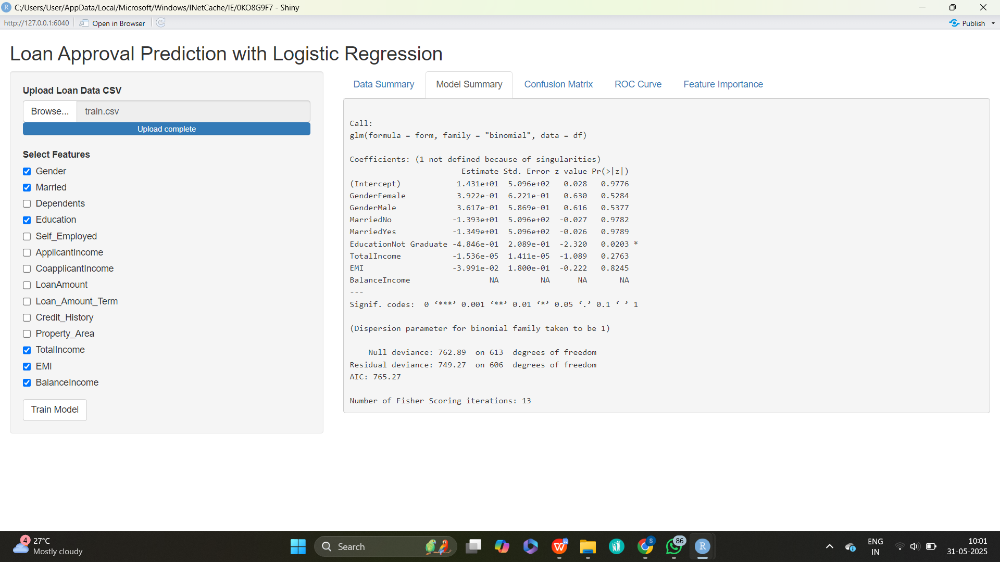 C:/Users/User/AppData/Local/Microsoft/Windows/INetCache/IE/0KO8G9F7 - Shiny
http://127.0.0.1:6040 Open in Browser Publish
Loan Approval Prediction with Logistic Regression
Upload Loan Data CSV
Browse... train.csv
Upload complete
Select Features
Gender
Married
Dependents
Education
Self_Employed
ApplicantIncome
CoapplicantIncome
LoanAmount
Loan_Amount_Term
Credit_History
Property_Area
TotalIncome
EMI
BalanceIncome
Train Model
Data Summary Model Summary Confusion Matrix ROC Curve Feature Importance
Call:
glm(formula = form, family = "binomial", data = df)
Coefficients: (1 not defined because of singularities)
Estimate Std. Error z value Pr(>|z|)
(Intercept) 1.431e+01 5.096e+02 0.028 0.9776
GenderFemale 3.922e-01 6.221e-01 0.630 0.5284
GenderMale 3.617e-01 5.869e-01 0.616 0.5377
MarriedNo -1.393e+01 5.096e+02 -0.027 0.9782
MarriedYes -1.349e+01 5.096e+02 -0.026 0.9789
EducationNot Graduate -4.846e-01 2.089e-01 -2.320 0.0203 *
TotalIncome -1.536e-05 1.411e-05 -1.089 0.2763
EMI -3.991e-02 1.800e-01 -0.222 0.8245
BalanceIncome NA NA NA NA
---
Signif. codes: 0 ‘***’ 0.001 ‘**’ 0.01 ‘*’ 0.05 ‘.’ 0.1 ‘ ’ 1
(Dispersion parameter for binomial family taken to be 1)
Null deviance: 762.89 on 613 degrees of freedom
Residual deviance: 749.27 on 606 degrees of freedom
AIC: 765.27
Number of Fisher Scoring iterations: 13
4
27°C
Mostly cloudy
Search
S
86
R
ENG
IN
10:01
31-05-2025